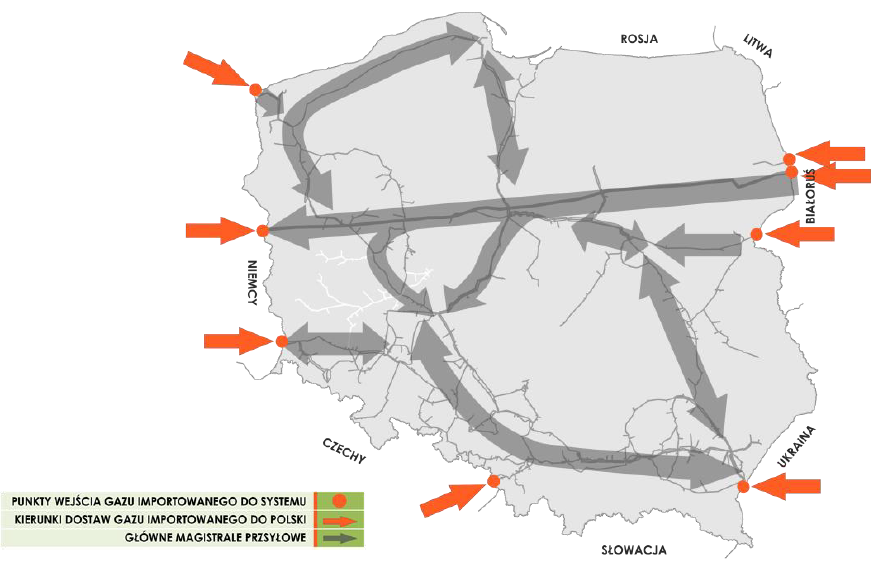 ROSJA
LITWA
BIAŁORUŚ
NIEMCY
UKRAINA
CZECHY
SŁOWACJA
PUNKTY WEJŚCIA GAZU IMPORTOWANEGO DO SYSTEMU
KIERUNKI DOSTAW GAZU IMPORTOWANEGO DO POLSKI
GŁÓWNE MAGISTRALE PRZYSYŁOWE